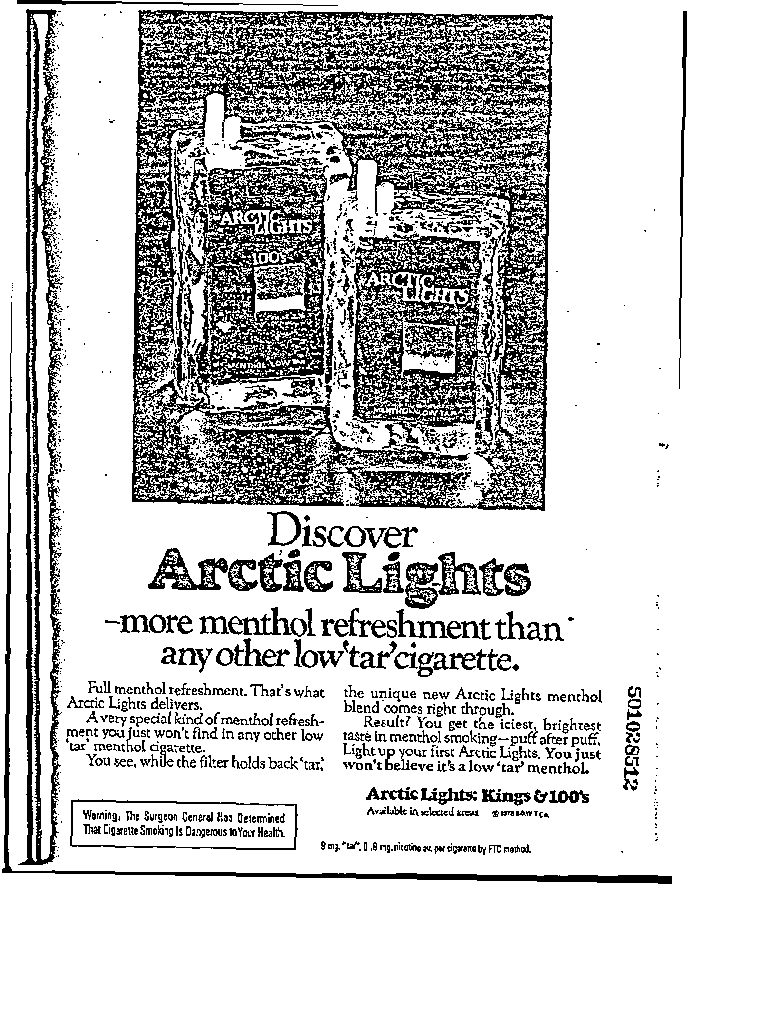 ARCTIC
LIGHTS
100's
ARCTIC
LIGHTS
Discover
Arctic Lights
-more menthol refreshment than
any other low 'tar' cigarette.
Full menthol refreshment. That's what
Arctic Lights delivers.
A very special kind of menthol refresh-
ment you just won't find in any other low
'tar' menthol cigarette.
You see, while the filter holds back 'tar,'
the unique new Arctic Lights menthol
blend comes right through.
Result? You get the iciest, brightest
taste in menthol smoking—puff after puff.
Light up your first Arctic Lights. You just
won't believe it's a low 'tar' menthol.
Arctic Lights: Kings & 100's
Available in selected areas
Warning: The Surgeon General Has Determined
That Cigarette Smoking Is Dangerous to Your Health.
9 mg. "tar", 0.8 mg. nicotine av. per cigarette by FTC method.
501028512